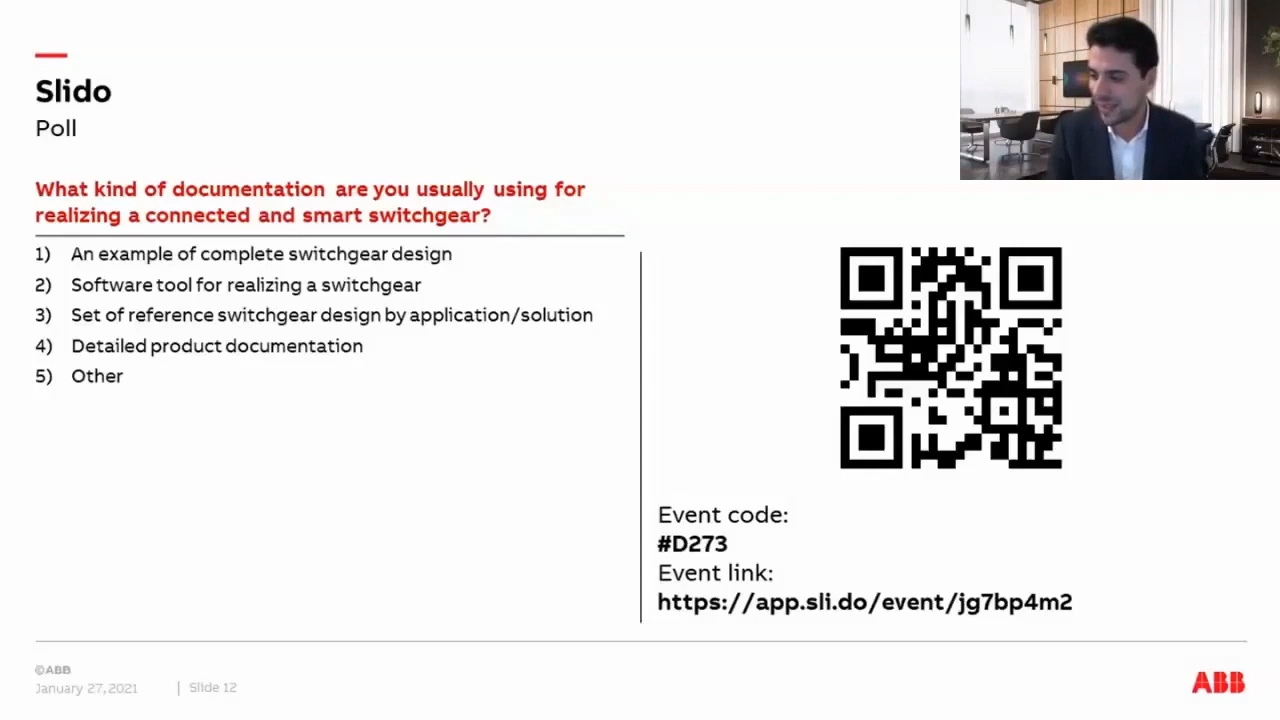 Slido
Poll
What kind of documentation are you usually using for
realizing a connected and smart switchgear?
1) An example of complete switchgear design
2) Software tool for realizing a switchgear
3) Set of reference switchgear design by application/solution
4) Detailed product documentation
5) Other
Event code:
#D273
Event link:
https://app.sli.do/event/jg7bp4m2
©ABB
January 27, 2021 | Slide 12
ABB